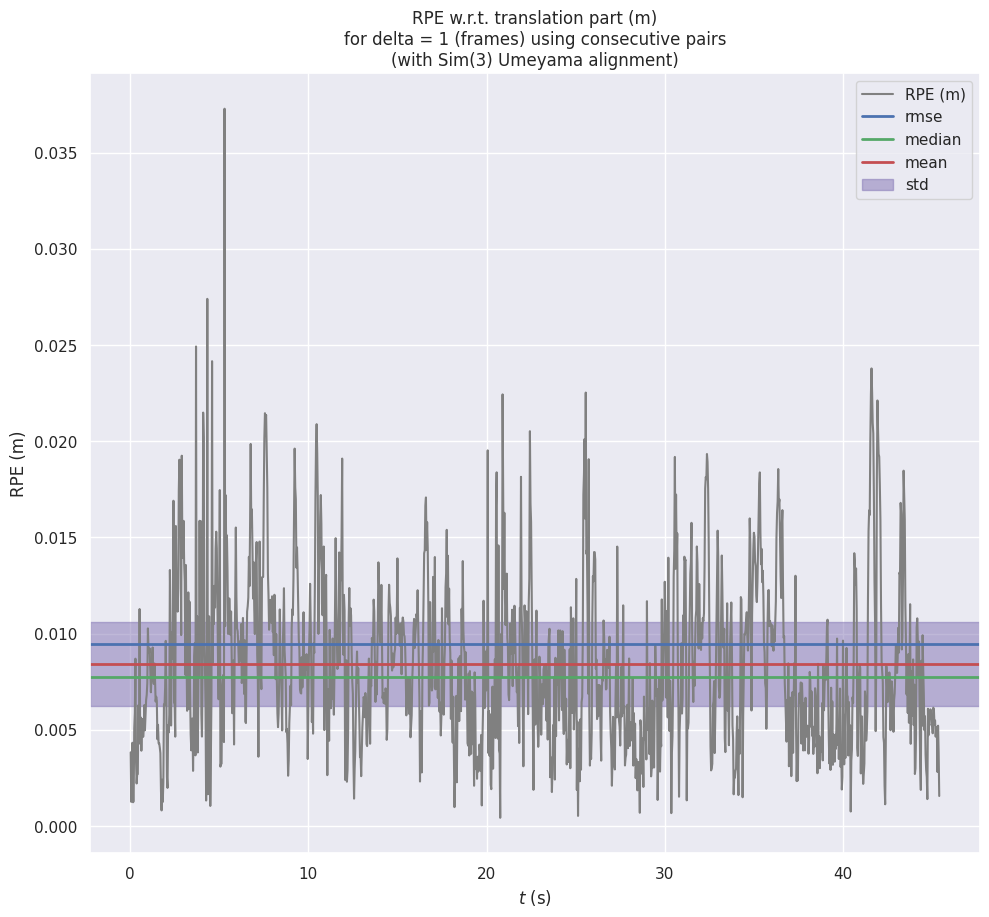 RPE w.r.t. translation part (m)
for delta = 1 (frames) using consecutive pairs
(with Sim(3) Umeyama alignment)
RPE (m)
rmse
median
mean
std
0.035
0.030
0.025
0.020
0.015
0.010
0.005
0.000
RPE (m)
0
10
20
30
40
t (s)